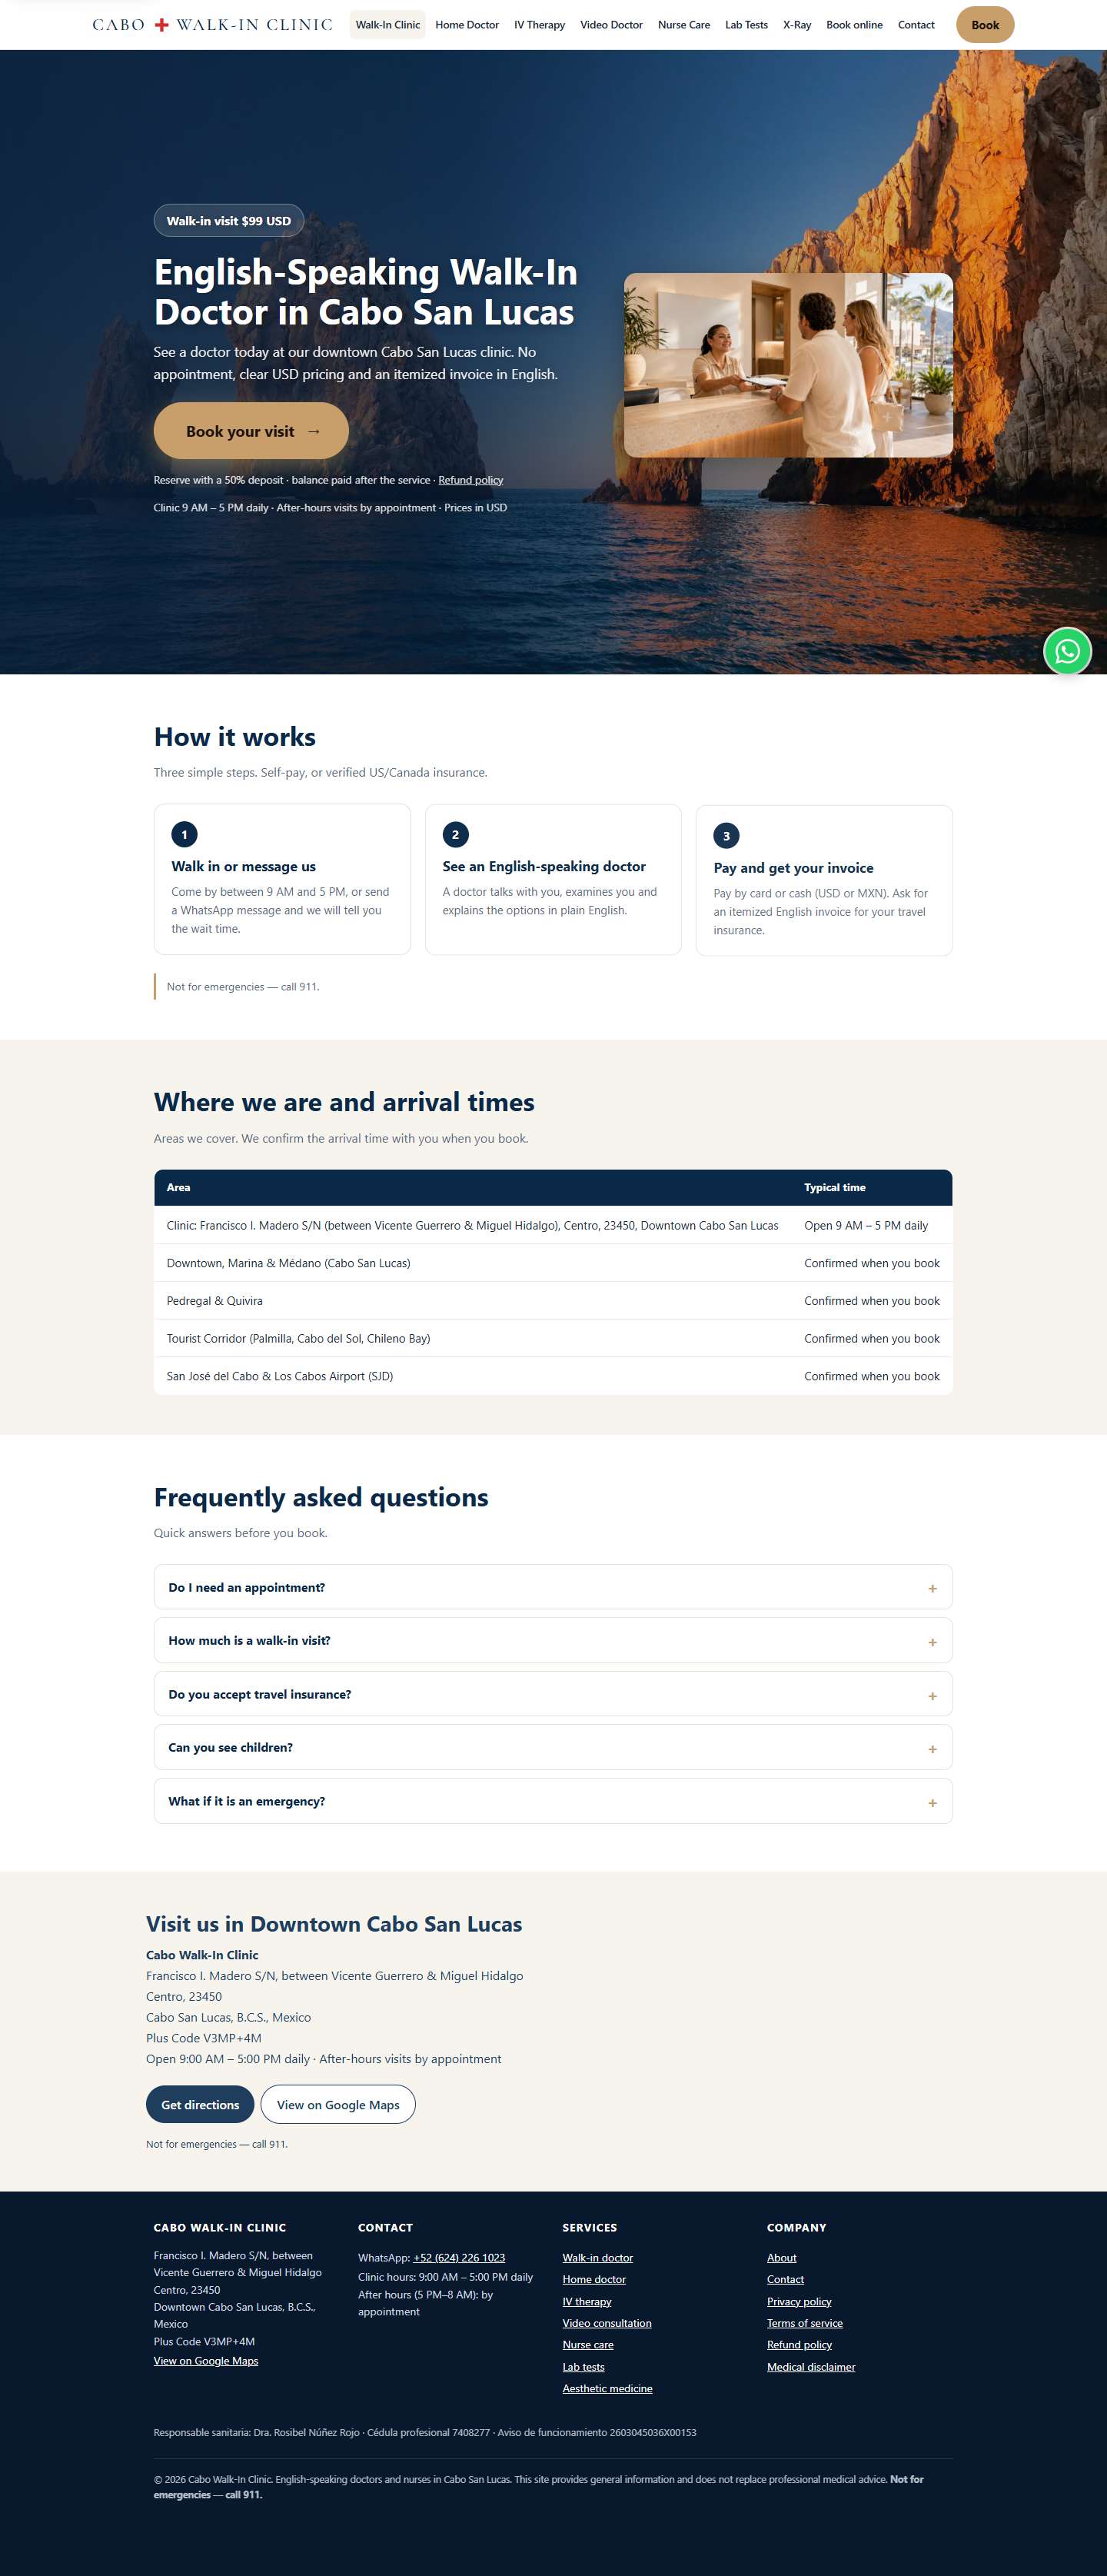 CABO ✚ WALK-IN CLINIC
Walk-In Clinic
Home Doctor
IV Therapy
Video Doctor
Nurse Care
Lab Tests
X-Ray
Book online
Contact
Book
Walk-in visit $99 USD
English-Speaking Walk-In
Doctor in Cabo San Lucas
See a doctor today at our downtown Cabo San Lucas clinic. No
appointment, clear USD pricing and an itemized invoice in English.
Book your visit →
Reserve with a 50% deposit · balance paid after the service · Refund policy
Clinic 9 AM – 5 PM daily · After-hours visits by appointment · Prices in USD
How it works
Three simple steps. Self-pay, or verified US/Canada insurance.
1
Walk in or message us
Come by between 9 AM and 5 PM, or send
a WhatsApp message and we will tell you
the wait time.
2
See an English-speaking doctor
A doctor talks with you, examines you and
explains the options in plain English.
3
Pay and get your invoice
Pay by card or cash (USD or MXN). Ask for
an itemized English invoice for your travel
insurance.
Not for emergencies — call 911.
Where we are and arrival times
Areas we cover. We confirm the arrival time with you when you book.
Area Typical time
Clinic: Francisco I. Madero S/N (between Vicente Guerrero & Miguel Hidalgo), Centro, 23450, Downtown Cabo San Lucas Open 9 AM – 5 PM daily
Downtown, Marina & Médano (Cabo San Lucas) Confirmed when you book
Pedregal & Quivira Confirmed when you book
Tourist Corridor (Palmilla, Cabo del Sol, Chileno Bay) Confirmed when you book
San José del Cabo & Los Cabos Airport (SJD) Confirmed when you book
Frequently asked questions
Quick answers before you book.
Do I need an appointment? +
How much is a walk-in visit? +
Do you accept travel insurance? +
Can you see children? +
What if it is an emergency? +
Visit us in Downtown Cabo San Lucas
Cabo Walk-In Clinic
Francisco I. Madero S/N, between Vicente Guerrero & Miguel Hidalgo
Centro, 23450
Cabo San Lucas, B.C.S., Mexico
Plus Code V3MP+4M
Open 9:00 AM – 5:00 PM daily · After-hours visits by appointment
Get directions
View on Google Maps
Not for emergencies — call 911.
CABO WALK-IN CLINIC
Francisco I. Madero S/N, between
Vicente Guerrero & Miguel Hidalgo
Centro, 23450
Downtown Cabo San Lucas, B.C.S.,
Mexico
Plus Code V3MP+4M
View on Google Maps
CONTACT
WhatsApp: +52 (624) 226 1023
Clinic hours: 9:00 AM – 5:00 PM daily
After hours (5 PM–8 AM): by
appointment
SERVICES
Walk-in doctor
Home doctor
IV therapy
Video consultation
Nurse care
Lab tests
Aesthetic medicine
COMPANY
About
Contact
Privacy policy
Terms of service
Refund policy
Medical disclaimer
Responsable sanitaria: Dra. Rosibel Núñez Rojo · Cédula profesional 7408277 · Aviso de funcionamiento 2603045036X00153
© 2026 Cabo Walk-In Clinic. English-speaking doctors and nurses in Cabo San Lucas. This site provides general information and does not replace professional medical advice. Not for
emergencies — call 911.